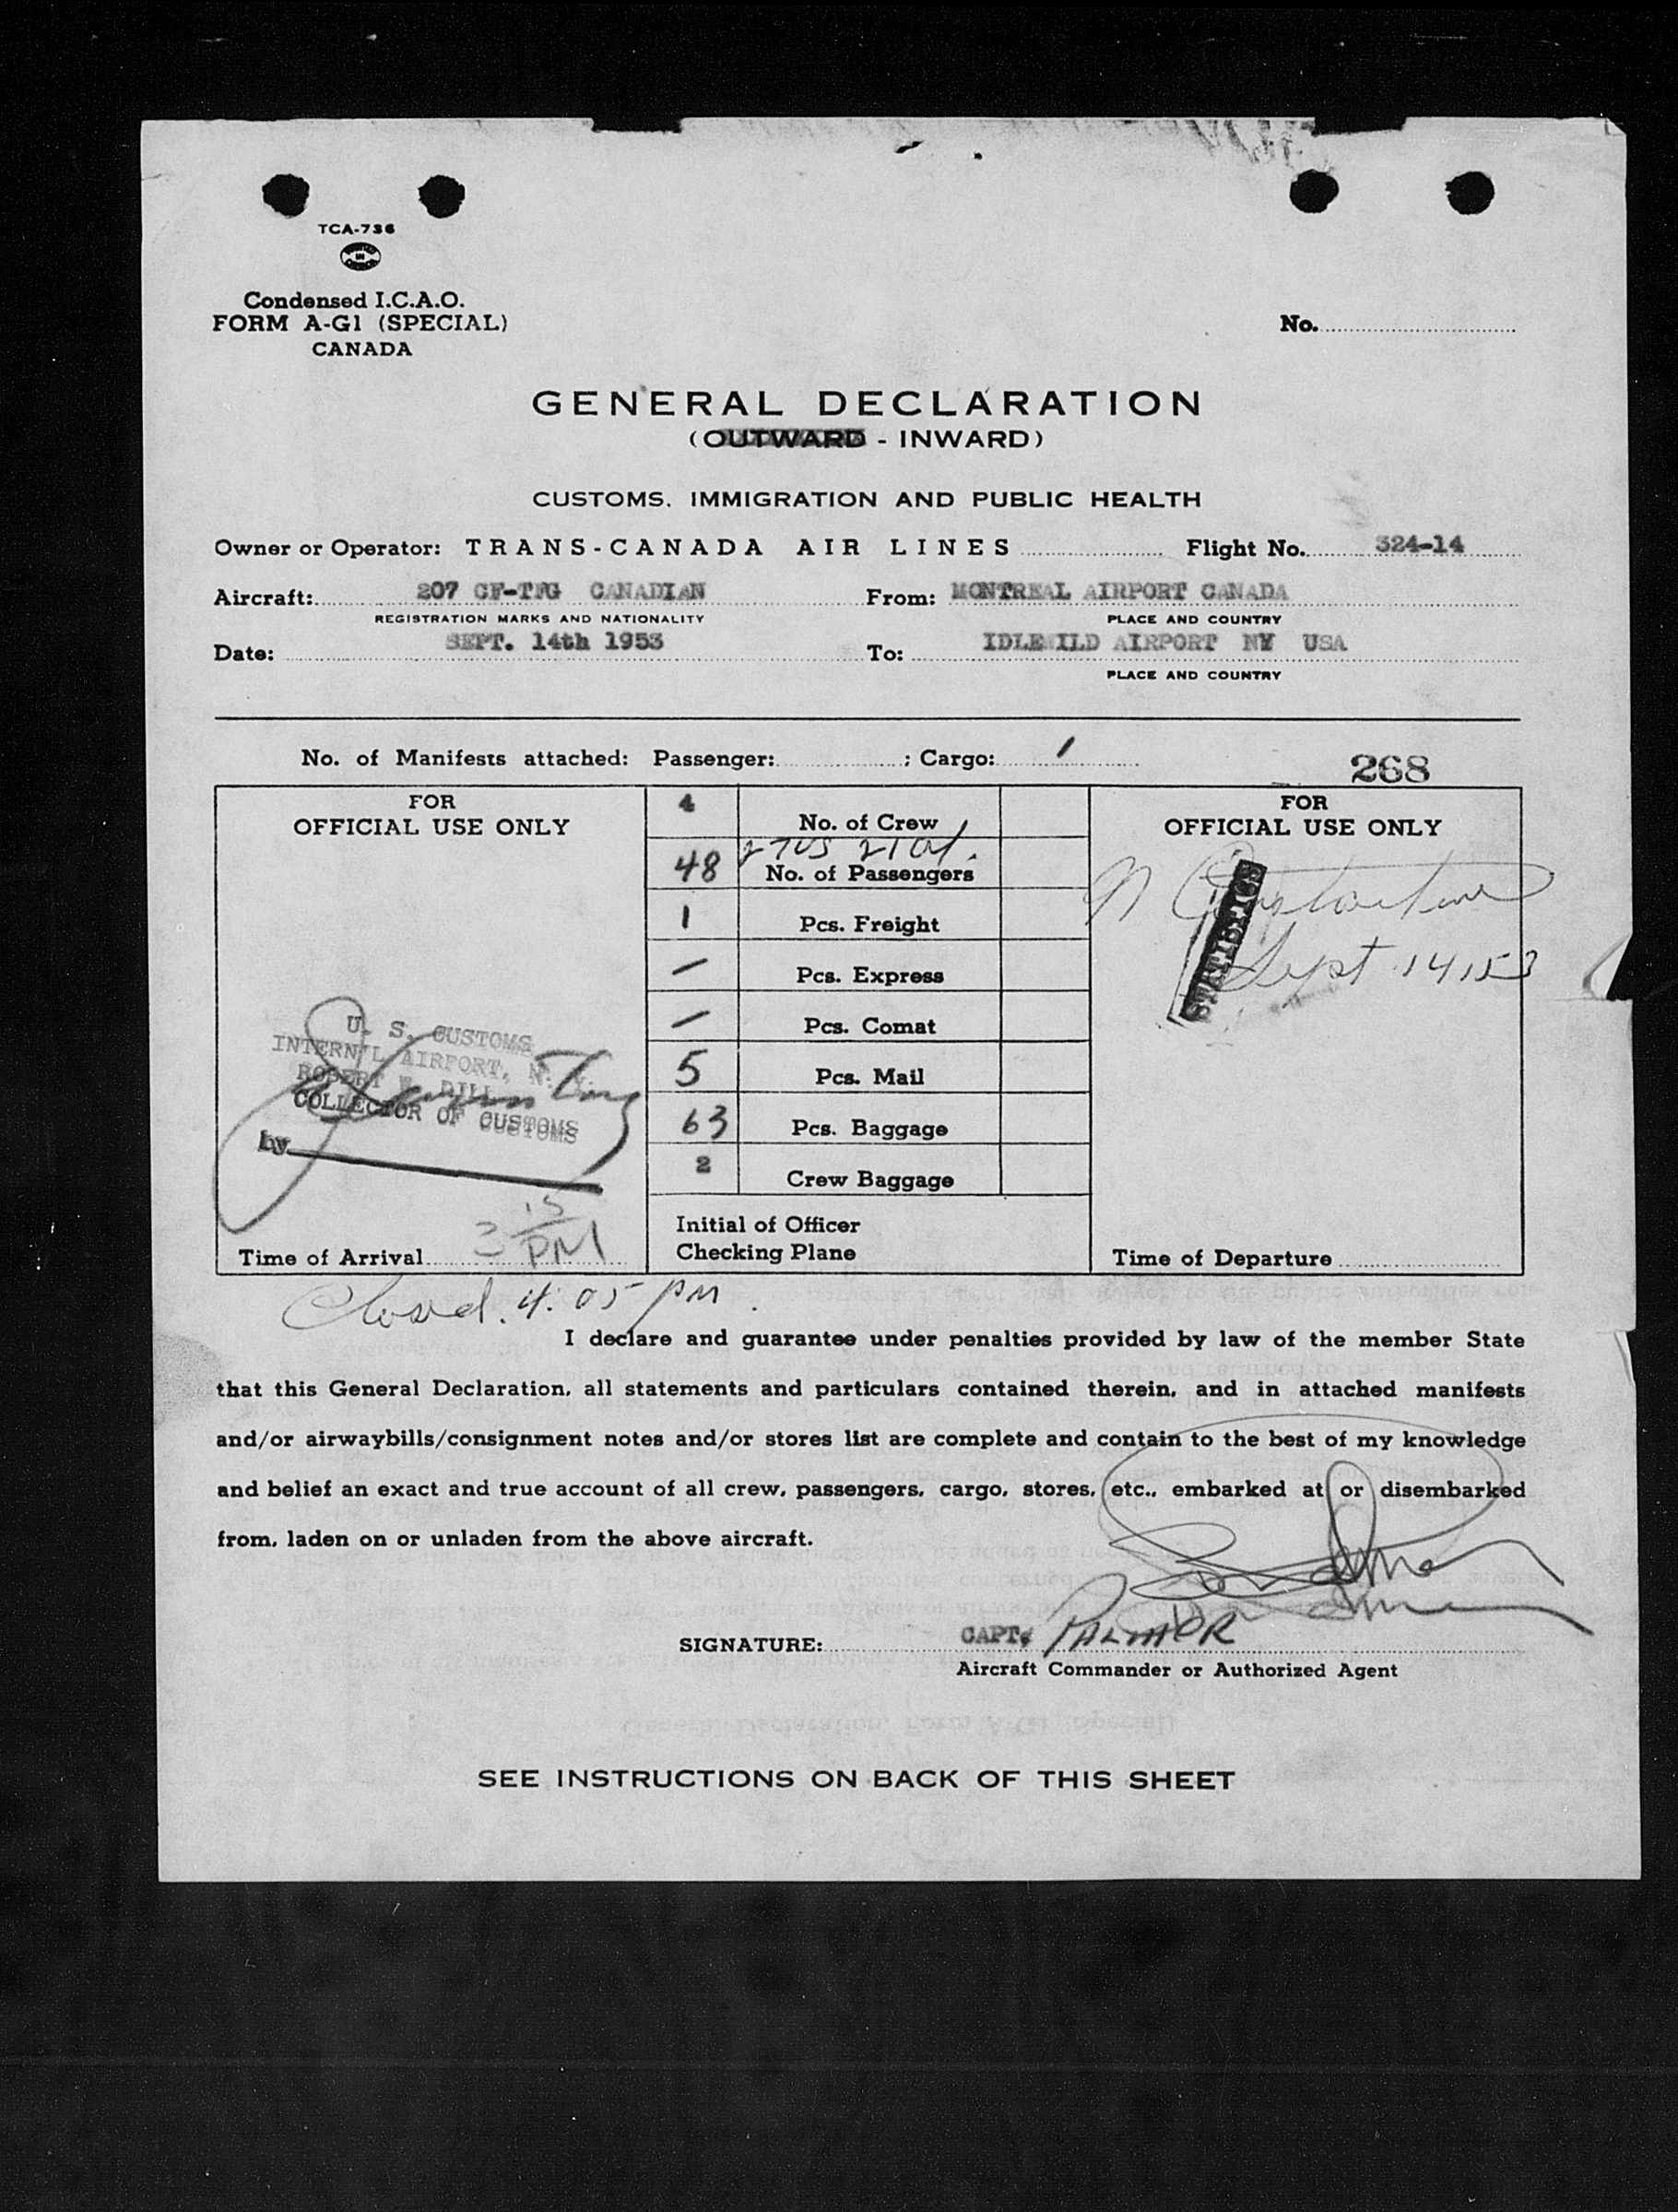 TCA-736
Condensed I.C.A.O.
FORM A-G1 (SPECIAL)
CANADA
No.
GENERAL DECLARATION
(OUTWARD - INWARD)
CUSTOMS, IMMIGRATION AND PUBLIC HEALTH
Owner or Operator: TRANS-CANADA AIR LINES Flight No. 324-14
Aircraft: 207 CF-TFG CANADIAN From: MONTREAL AIRPORT CANADA
REGISTRATION MARKS AND NATIONALITY PLACE AND COUNTRY
Date: SEPT. 14th 1953 To: IDLEWILD AIRPORT NY USA
PLACE AND COUNTRY
No. of Manifests attached: Passenger: ; Cargo: 1
268
FOR
OFFICIAL USE ONLY
U. S. CUSTOMS
INTERN'L AIRPORT, N. Y.
ROBERT W. DILL
COLLECTOR OF CUSTOMS
by
Time of Arrival 3 15 PM
4 No. of Crew
27US 21
48 No. of Passengers
1 Pcs. Freight
/ Pcs. Express
/ Pcs. Comat
5 Pcs. Mail
63 Pcs. Baggage
2 Crew Baggage
Initial of Officer
Checking Plane
FOR
OFFICIAL USE ONLY
N Constantine
STATISTICS
Sept 14/53
Time of Departure
Closed. 4:05 PM.
I declare and guarantee under penalties provided by law of the member State
that this General Declaration, all statements and particulars contained therein, and in attached manifests
and/or airwaybills/consignment notes and/or stores list are complete and contain to the best of my knowledge
and belief an exact and true account of all crew, passengers, cargo, stores, etc., embarked at or disembarked
from, laden on or unladen from the above aircraft.
SIGNATURE: CAPT. PALMER
Aircraft Commander or Authorized Agent
SEE INSTRUCTIONS ON BACK OF THIS SHEET